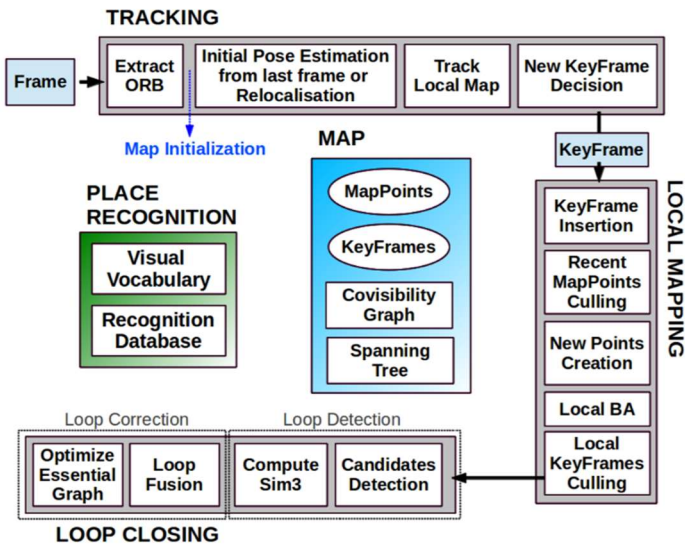 TRACKING
Frame
Extract
ORB
Initial Pose Estimation
from last frame or
Relocalisation
Track
Local Map
New KeyFrame
Decision
Map Initialization
KeyFrame
MAP
MapPoints
KeyFrames
Covisibility
Graph
Spanning
Tree
PLACE
RECOGNITION
Visual
Vocabulary
Recognition
Database
LOCAL MAPPING
KeyFrame
Insertion
Recent
MapPoints
Culling
New Points
Creation
Local BA
Local
KeyFrames
Culling
Loop Correction
Loop Detection
Optimize
Essential
Graph
Loop
Fusion
Compute
Sim3
Candidates
Detection
LOOP CLOSING